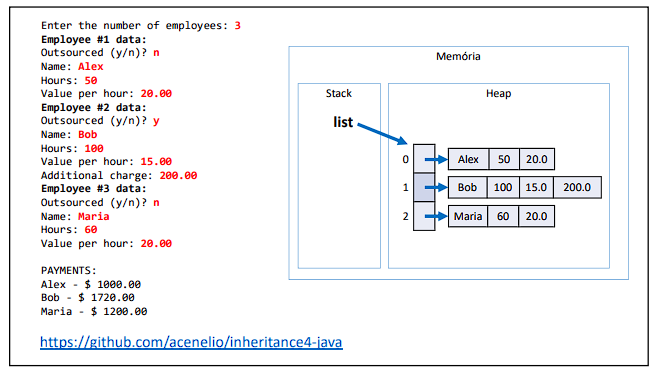 Enter the number of employees: 3
Employee #1 data:
Outsourced (y/n)? n
Name: Alex
Hours: 50
Value per hour: 20.00
Employee #2 data:
Outsourced (y/n)? y
Name: Bob
Hours: 100
Value per hour: 15.00
Additional charge: 200.00
Employee #3 data:
Outsourced (y/n)? n
Name: Maria
Hours: 60
Value per hour: 20.00
PAYMENTS:
Alex - $ 1000.00
Bob - $ 1720.00
Maria - $ 1200.00
https://github.com/acenelio/inheritance4-java
Memória
Stack
Heap
list
0 Alex 50 20.0
1 Bob 100 15.0 200.0
2 Maria 60 20.0